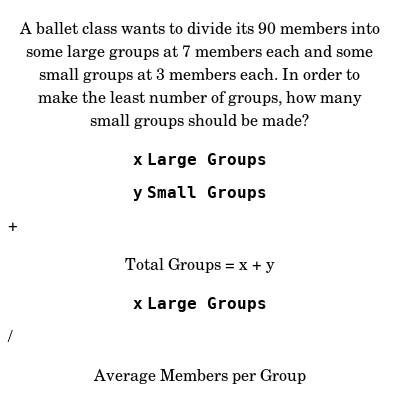 A ballet class wants to divide its 90 members into
some large groups at 7 members each and some
small groups at 3 members each. In order to
make the least number of groups, how many
small groups should be made?
x Large Groups
y Small Groups
+
Total Groups = x + y
x Large Groups
/
Average Members per Group